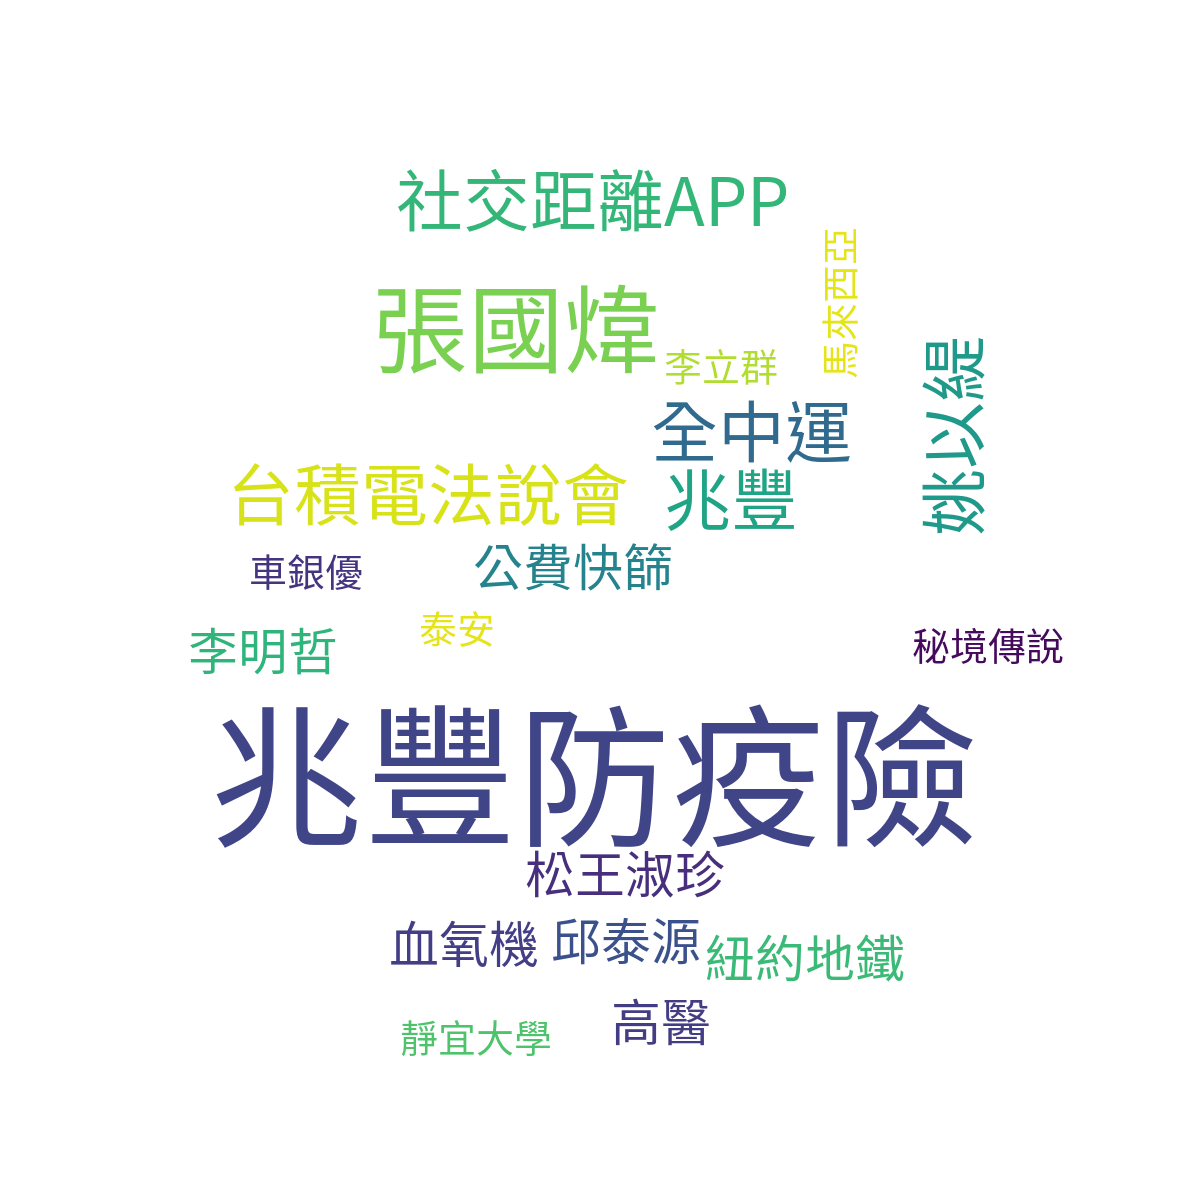 社交距離APP
馬來西亞
張國煒
李立群
姚以緹
全中運
台積電法說會
兆豐
公費快篩
車銀優
泰安
李明哲
秘境傳說
兆豐防疫險
松王淑珍
血氧機
邱泰源
紐約地鐵
高醫
靜宜大學